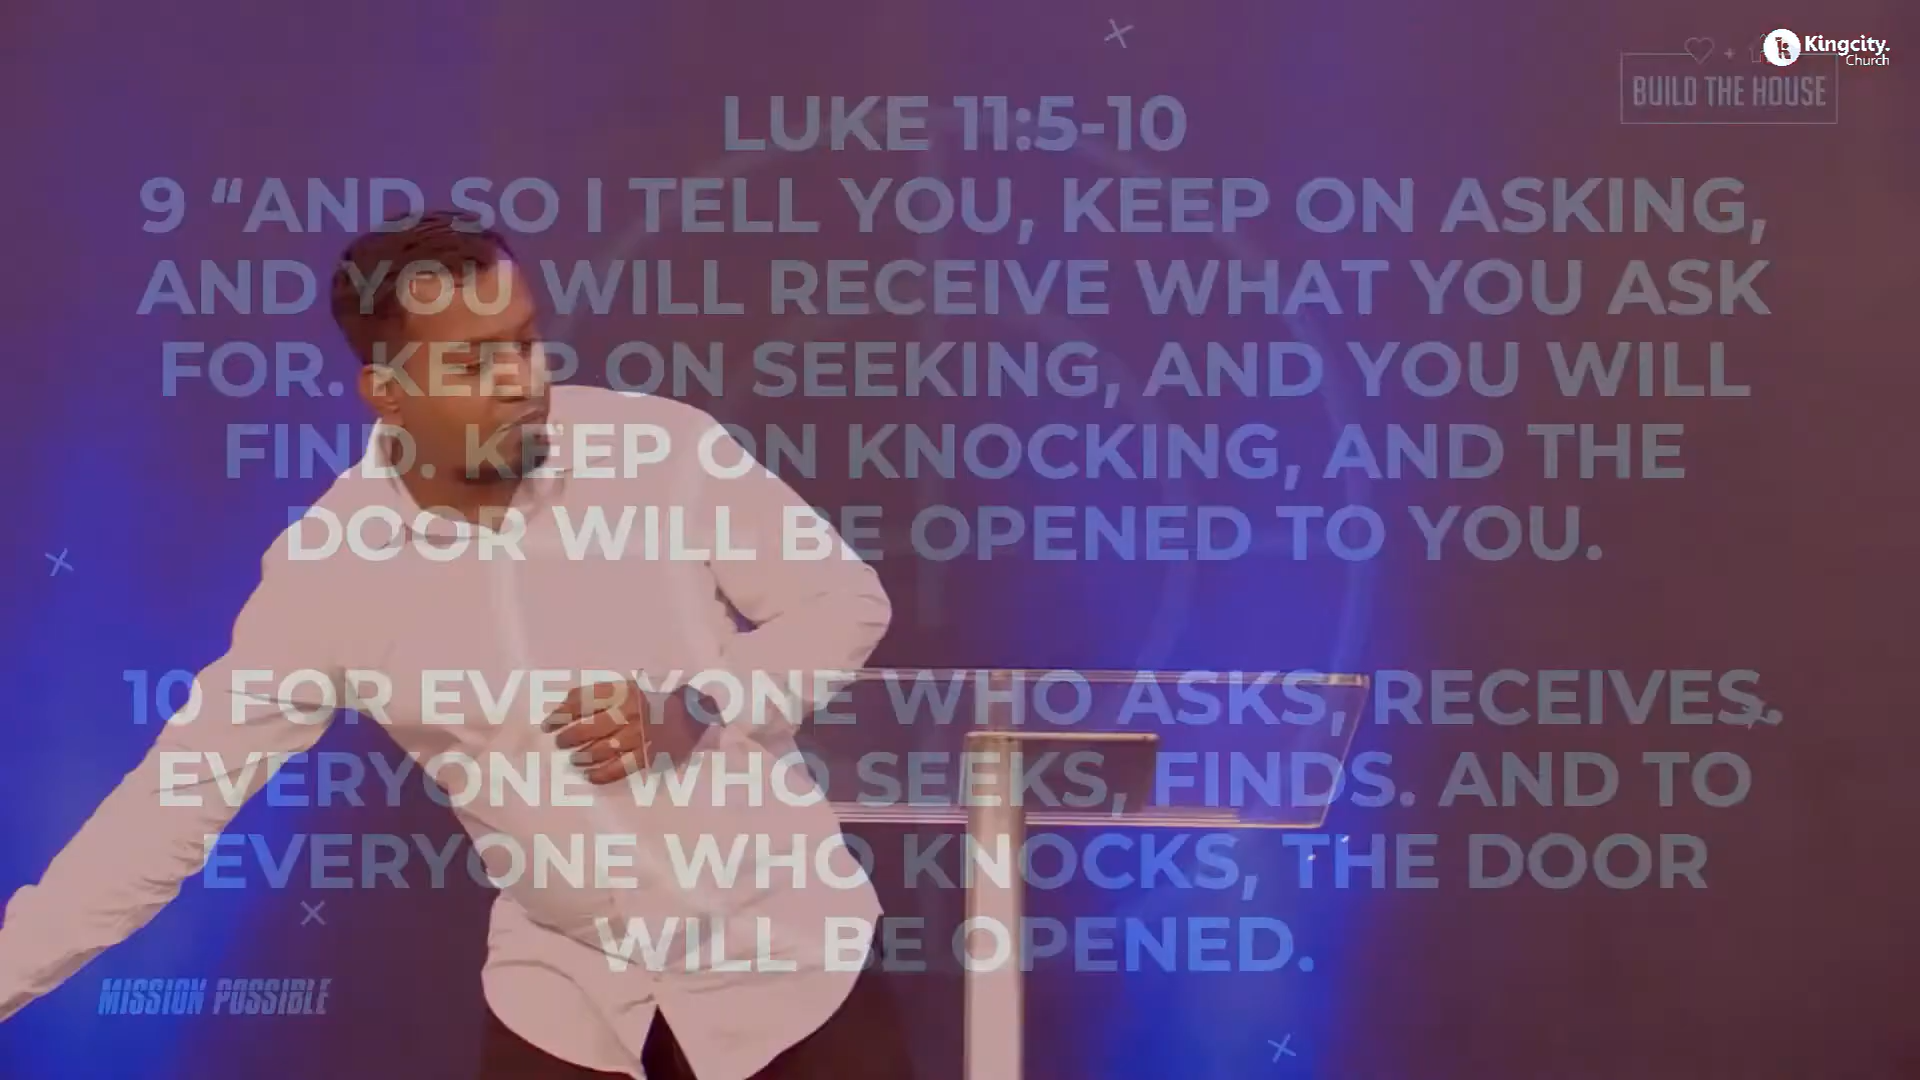 Kingcity.
Church
BUILD THE HOUSE
LUKE 11:5-10
9 “AND SO I TELL YOU, KEEP ON ASKING,
AND YOU WILL RECEIVE WHAT YOU ASK
FOR. KEEP ON SEEKING, AND YOU WILL
FIND. KEEP ON KNOCKING, AND THE
DOOR WILL BE OPENED TO YOU.
10 FOR EVERYONE WHO ASKS, RECEIVES.
EVERYONE WHO SEEKS, FINDS. AND TO
EVERYONE WHO KNOCKS, THE DOOR
WILL BE OPENED.
MISSION POSSIBLE